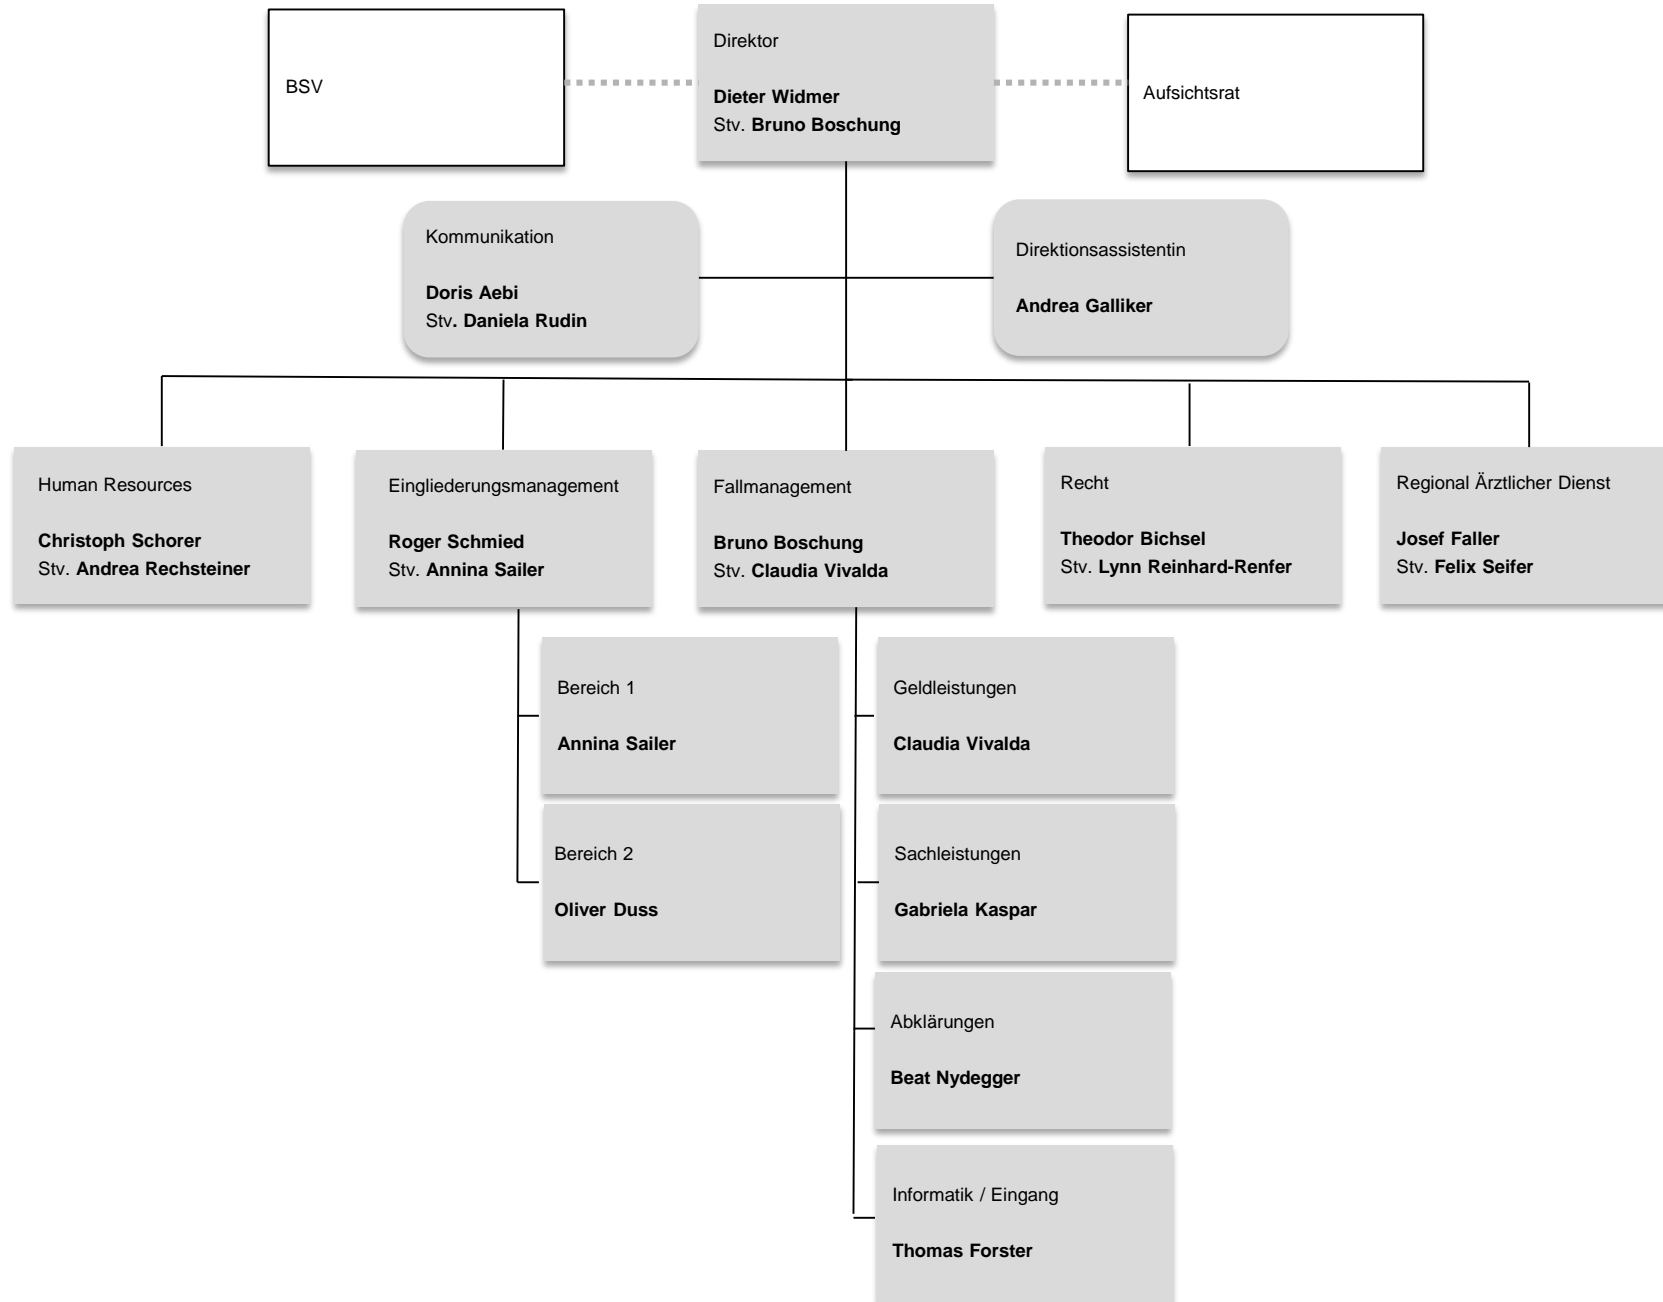 BSV
Direktor
Dieter Widmer
Stv. Bruno Boschung
Aufsichtsrat
Kommunikation
Doris Aebi
Stv. Daniela Rudin
Direktionsassistentin
Andrea Galliker
Human Resources
Christoph Schorer
Stv. Andrea Rechsteiner
Eingliederungsmanagement
Roger Schmied
Stv. Annina Sailer
Fallmanagement
Bruno Boschung
Stv. Claudia Vivalda
Recht
Theodor Bichsel
Stv. Lynn Reinhard-Renfer
Regional Ärztlicher Dienst
Josef Faller
Stv. Felix Seifer
Bereich 1
Annina Sailer
Bereich 2
Oliver Duss
Geldleistungen
Claudia Vivalda
Sachleistungen
Gabriela Kaspar
Abklärungen
Beat Nydegger
Informatik / Eingang
Thomas Forster